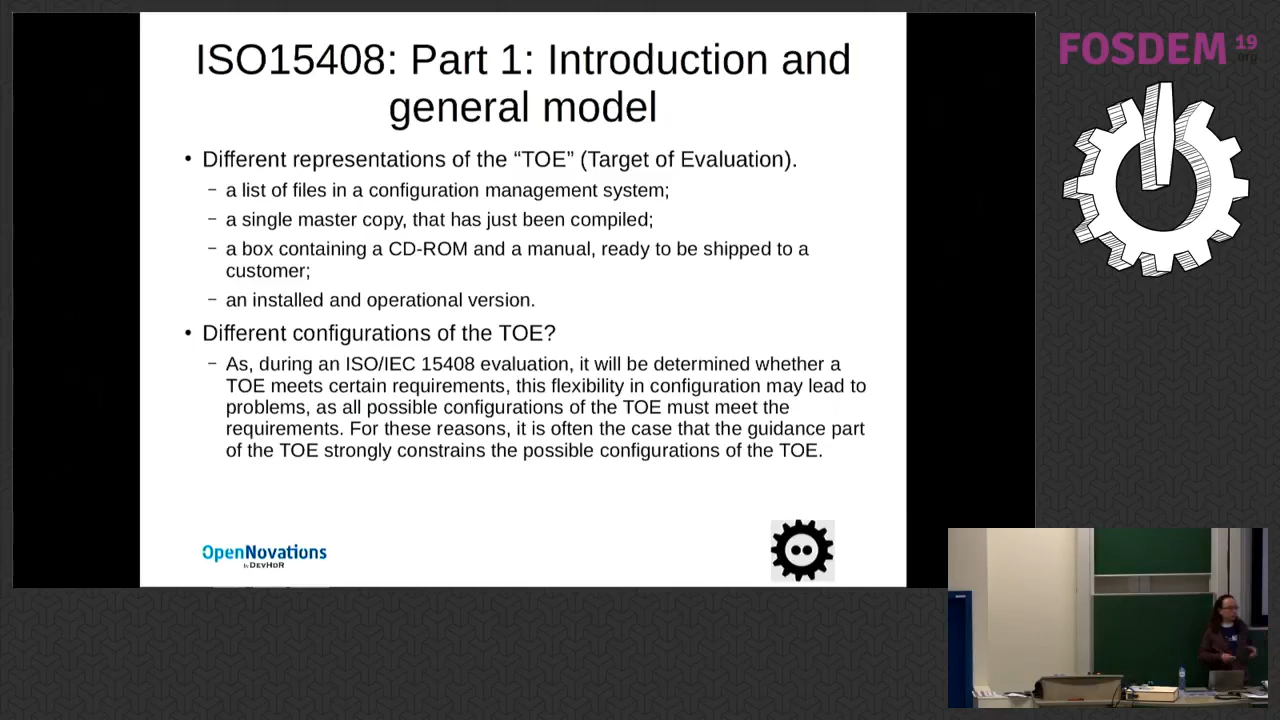 ISO15408: Part 1: Introduction and
general model
• Different representations of the “TOE” (Target of Evaluation).
– a list of files in a configuration management system;
– a single master copy, that has just been compiled;
– a box containing a CD-ROM and a manual, ready to be shipped to a
customer;
– an installed and operational version.
• Different configurations of the TOE?
– As, during an ISO/IEC 15408 evaluation, it will be determined whether a
TOE meets certain requirements, this flexibility in configuration may lead to
problems, as all possible configurations of the TOE must meet the
requirements. For these reasons, it is often the case that the guidance part
of the TOE strongly constrains the possible configurations of the TOE.
OpenNovations
by DEVHDR
FOSDEM 19
.org